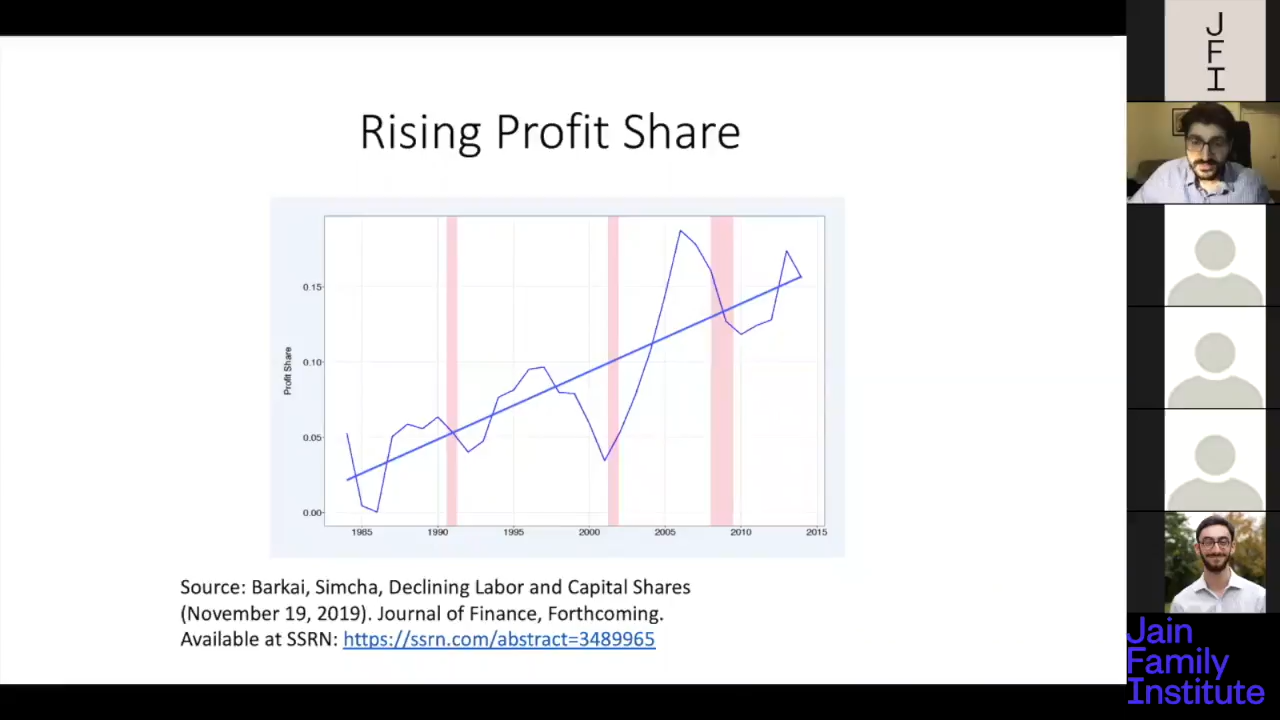 Rising Profit Share
Profit Share
0.15
0.10
0.05
0.00
1985 1990 1995 2000 2005 2010 2015
Source: Barkai, Simcha, Declining Labor and Capital Shares
(November 19, 2019). Journal of Finance, Forthcoming.
Available at SSRN: https://ssrn.com/abstract=3489965
J
F
I
Jain
Family
Institute